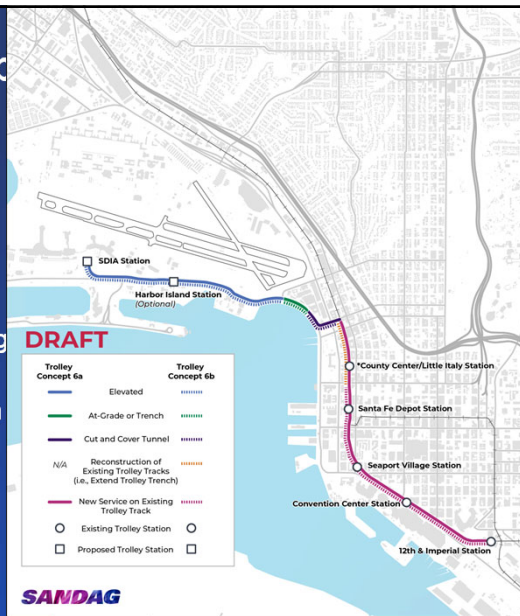 SDIA Station
Harbor Island Station
(Optional)
DRAFT
Trolley
Concept 6a
Trolley
Concept 6b
Elevated
At-Grade or Trench
Cut and Cover Tunnel
N/A
Reconstruction of
Existing Trolley Tracks
(i.e., Extend Trolley Trench)
New Service on Existing
Trolley Track
Existing Trolley Station
Proposed Trolley Station
*County Center/Little Italy Station
Santa Fe Depot Station
Seaport Village Station
Convention Center Station
12th & Imperial Station
SANDAG